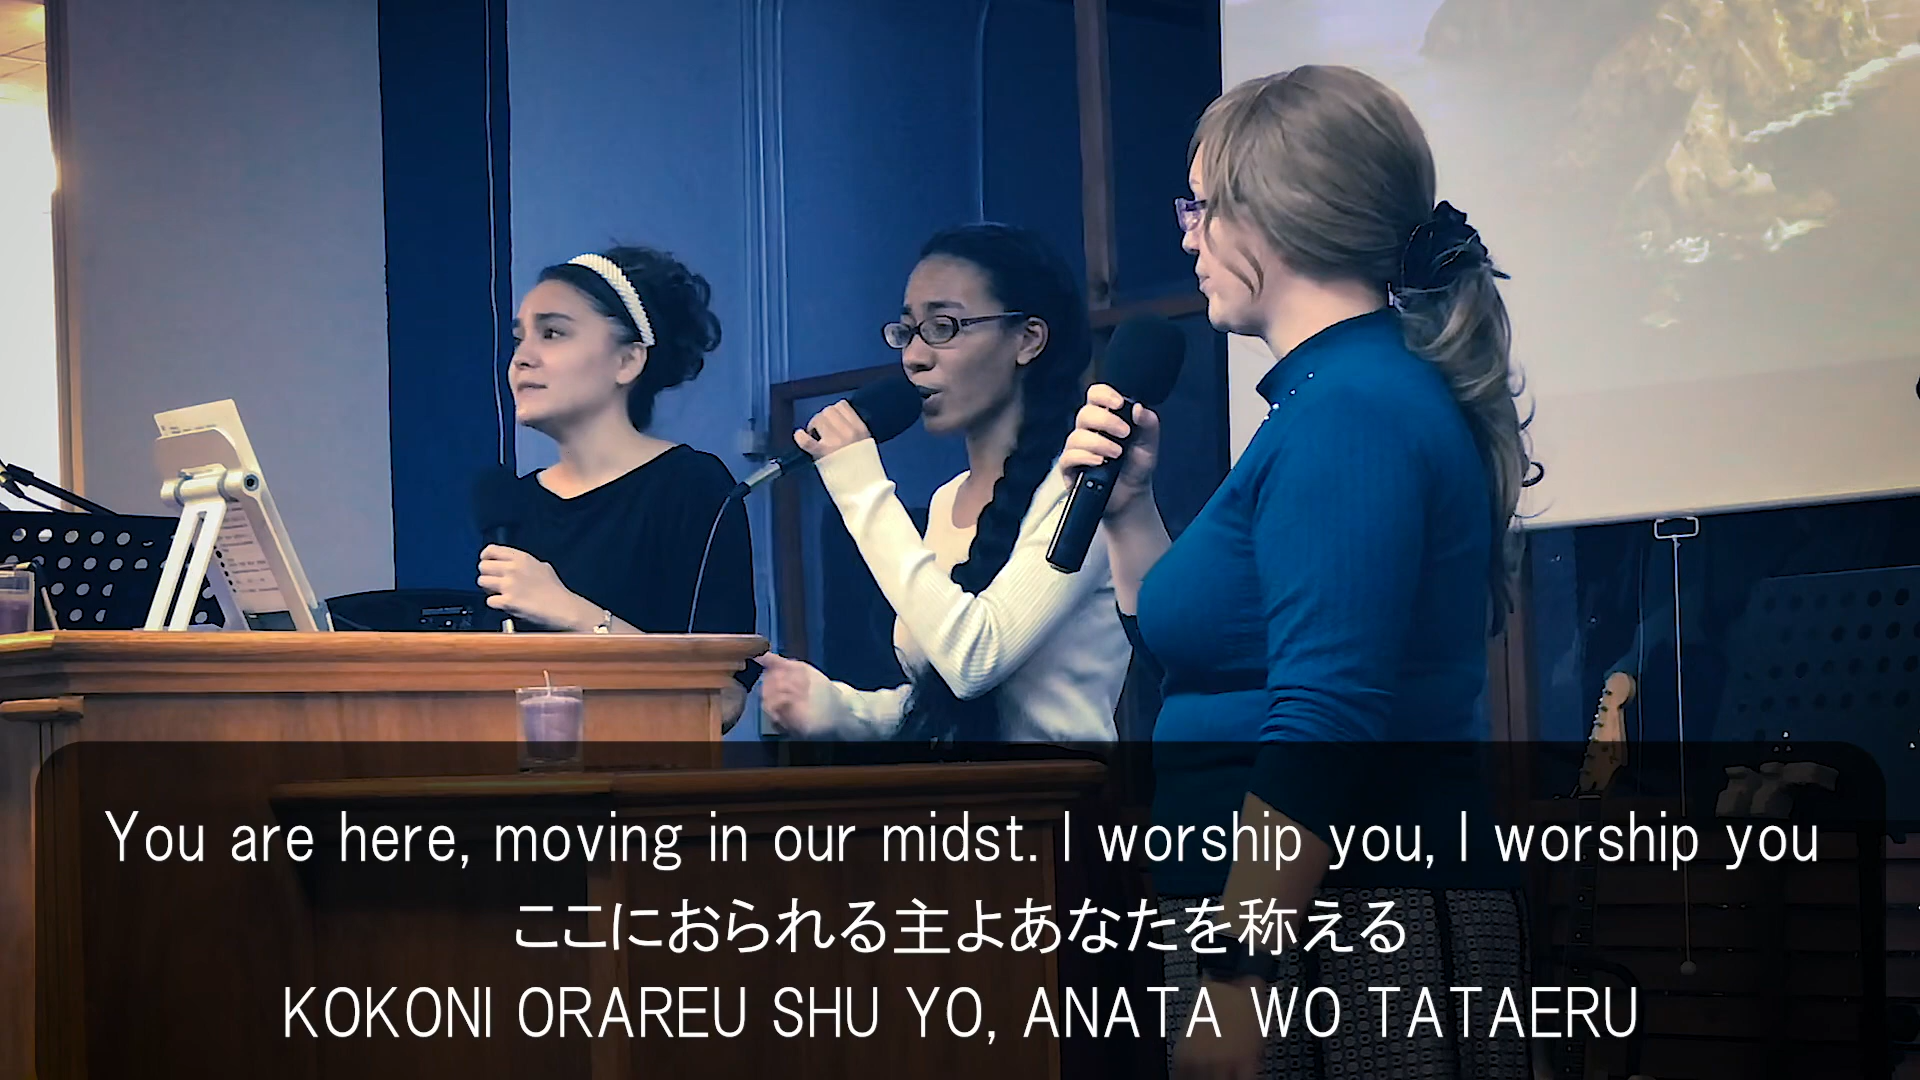 You are here, moving in our midst. I worship you, I worship you
ここにおられる主よあなたを称える
KOKONI ORAREU SHU YO, ANATA WO TATAERU